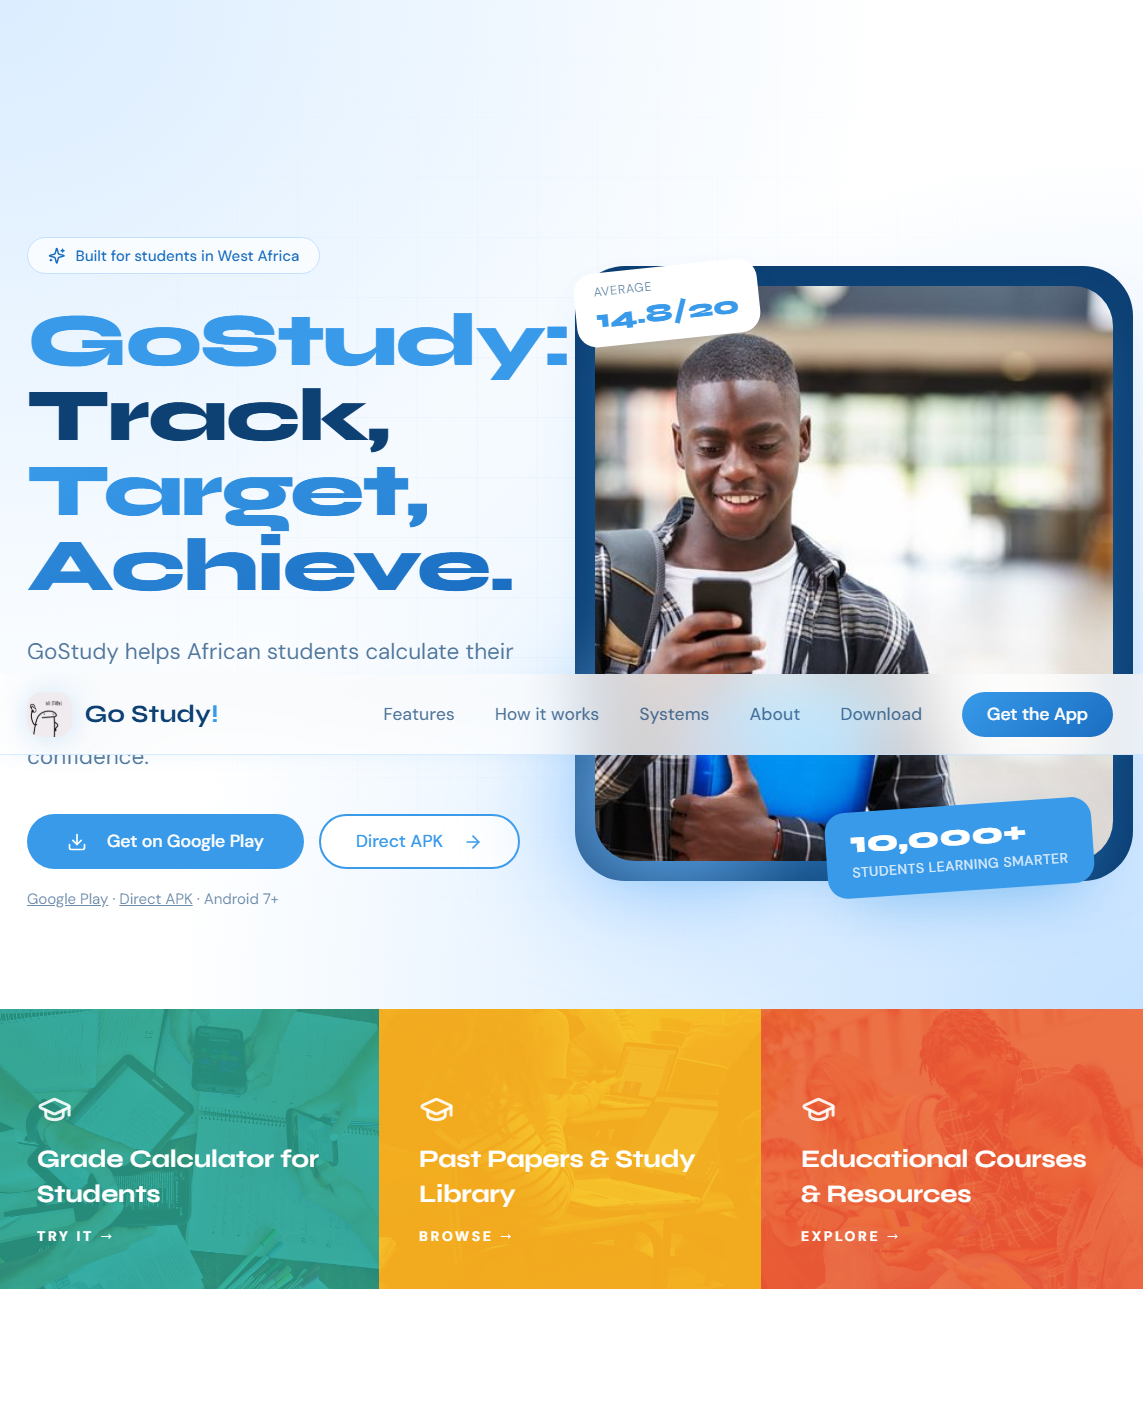 Built for students in West Africa
GoStudy:
Track,
Target,
Achieve.
GoStudy helps African students calculate their
AVERAGE
14.8/20
Go Study!
Features
How it works
Systems
About
Download
Get the App
confidence.
Get on Google Play
Direct APK →
Google Play · Direct APK · Android 7+
10,000+
STUDENTS LEARNING SMARTER
Grade Calculator for
Students
TRY IT →
Past Papers & Study
Library
BROWSE →
Educational Courses
& Resources
EXPLORE →